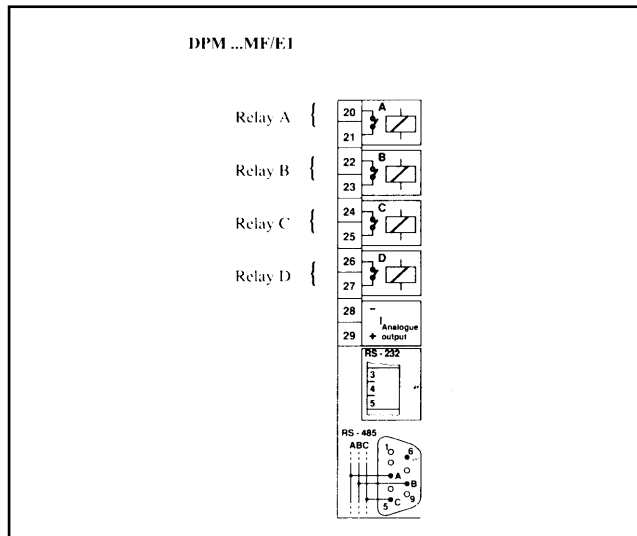 DPM ...MF/E1
Relay A
20
A
21
Relay B
22
B
23
Relay C
24
C
25
Relay D
26
D
27
28
-
I
Analogue
29
+
output
RS - 232
3
4
5
RS - 485
ABC
1
6
A
B
C
5
9